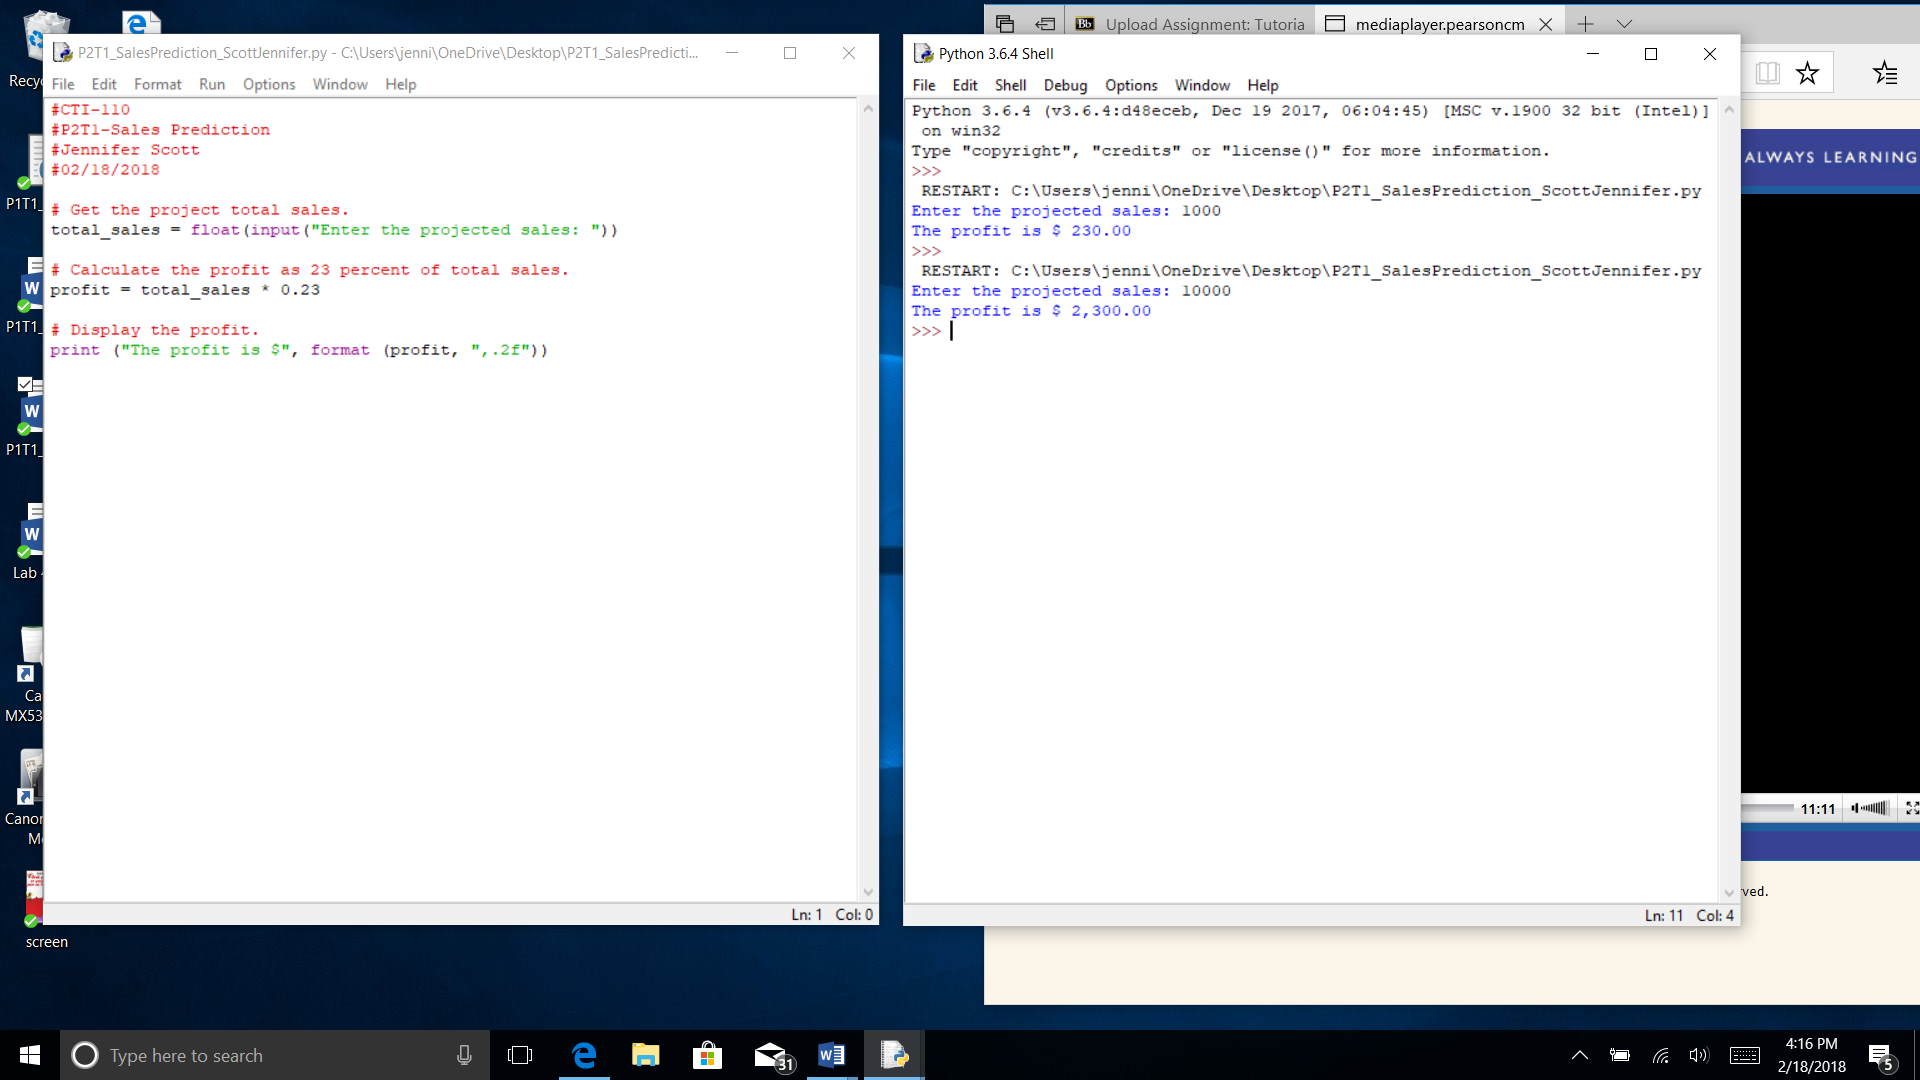 Upload Assignment: Tutoria
mediaplayer.pearsoncm
P2T1_SalesPrediction_ScottJennifer.py - C:\Users\jenni\OneDrive\Desktop\P2T1_SalesPredicti...
File Edit Format Run Options Window Help
#CTI-110
#P2T1-Sales Prediction
#Jennifer Scott
#02/18/2018
# Get the project total sales.
total_sales = float(input("Enter the projected sales: "))
# Calculate the profit as 23 percent of total sales.
profit = total_sales * 0.23
# Display the profit.
print ("The profit is $", format (profit, ",.2f"))
Ln: 1 Col: 0
Python 3.6.4 Shell
File Edit Shell Debug Options Window Help
Python 3.6.4 (v3.6.4:d48eceb, Dec 19 2017, 06:04:45) [MSC v.1900 32 bit (Intel)]
on win32
Type "copyright", "credits" or "license()" for more information.
>>>
RESTART: C:\Users\jenni\OneDrive\Desktop\P2T1_SalesPrediction_ScottJennifer.py
Enter the projected sales: 1000
The profit is $ 230.00
>>>
RESTART: C:\Users\jenni\OneDrive\Desktop\P2T1_SalesPrediction_ScottJennifer.py
Enter the projected sales: 10000
The profit is $ 2,300.00
>>>
Ln: 11 Col: 4
ALWAYS LEARNING
11:11
ved.
Recyc
P1T1_
W
P1T1_
W
P1T1_
W
Lab
Ca
MX53
Canon
M
screen
Type here to search
31
4:16 PM
2/18/2018
5